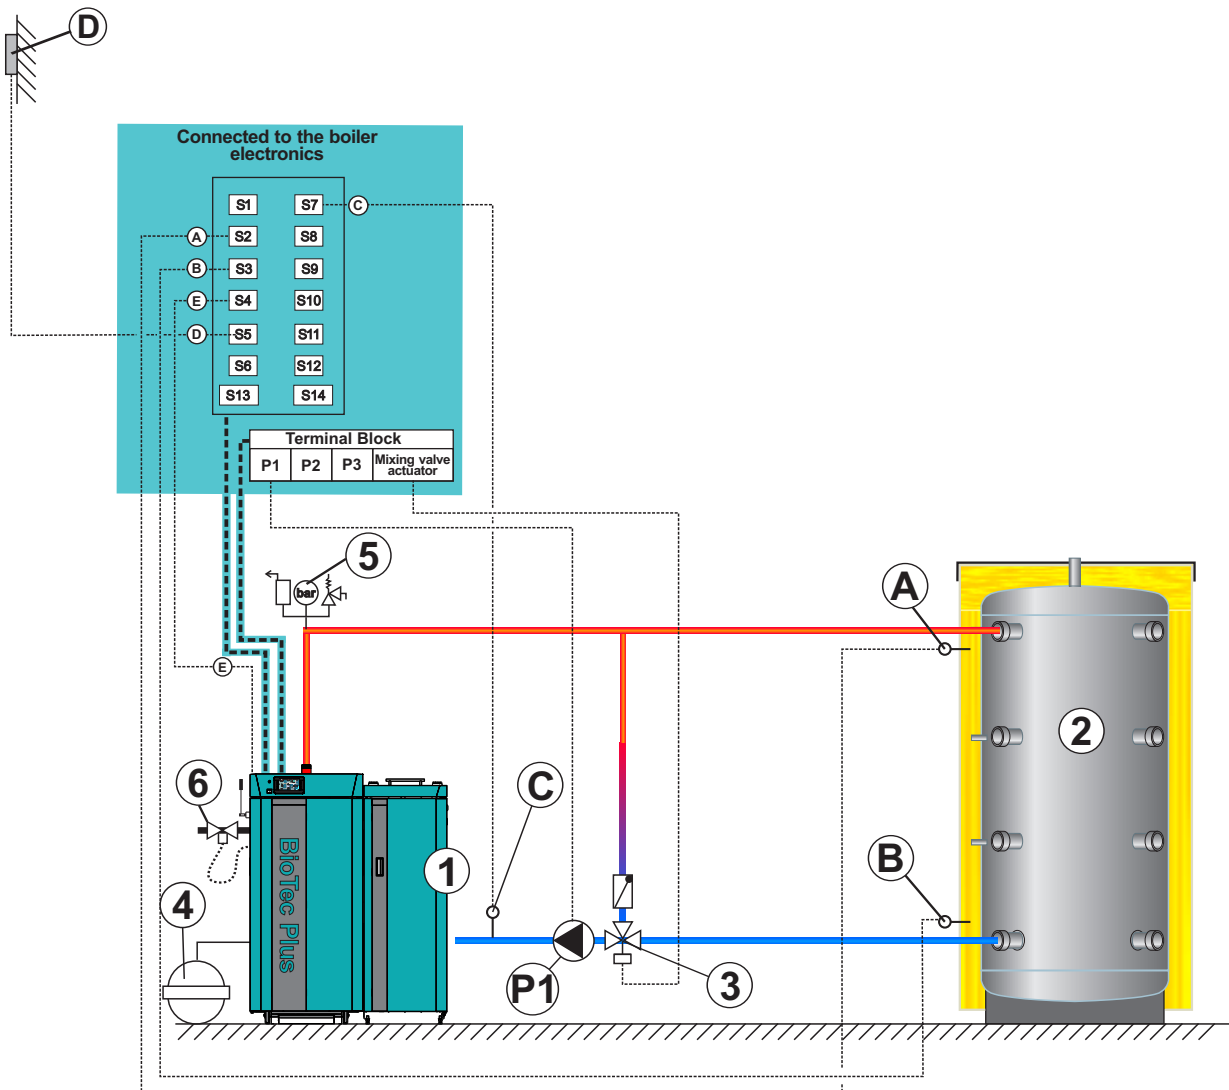 D
Connected to the boiler
electronics
S1 S7 C
A S2 S8
B S3 S9
E S4 S10
D S5 S11
S6 S12
S13 S14
Terminal Block
P1 P2 P3 Mixing valve
actuator
5
bar
A
E
2
6
C
BioTec Plus
1
B
4
P1
3